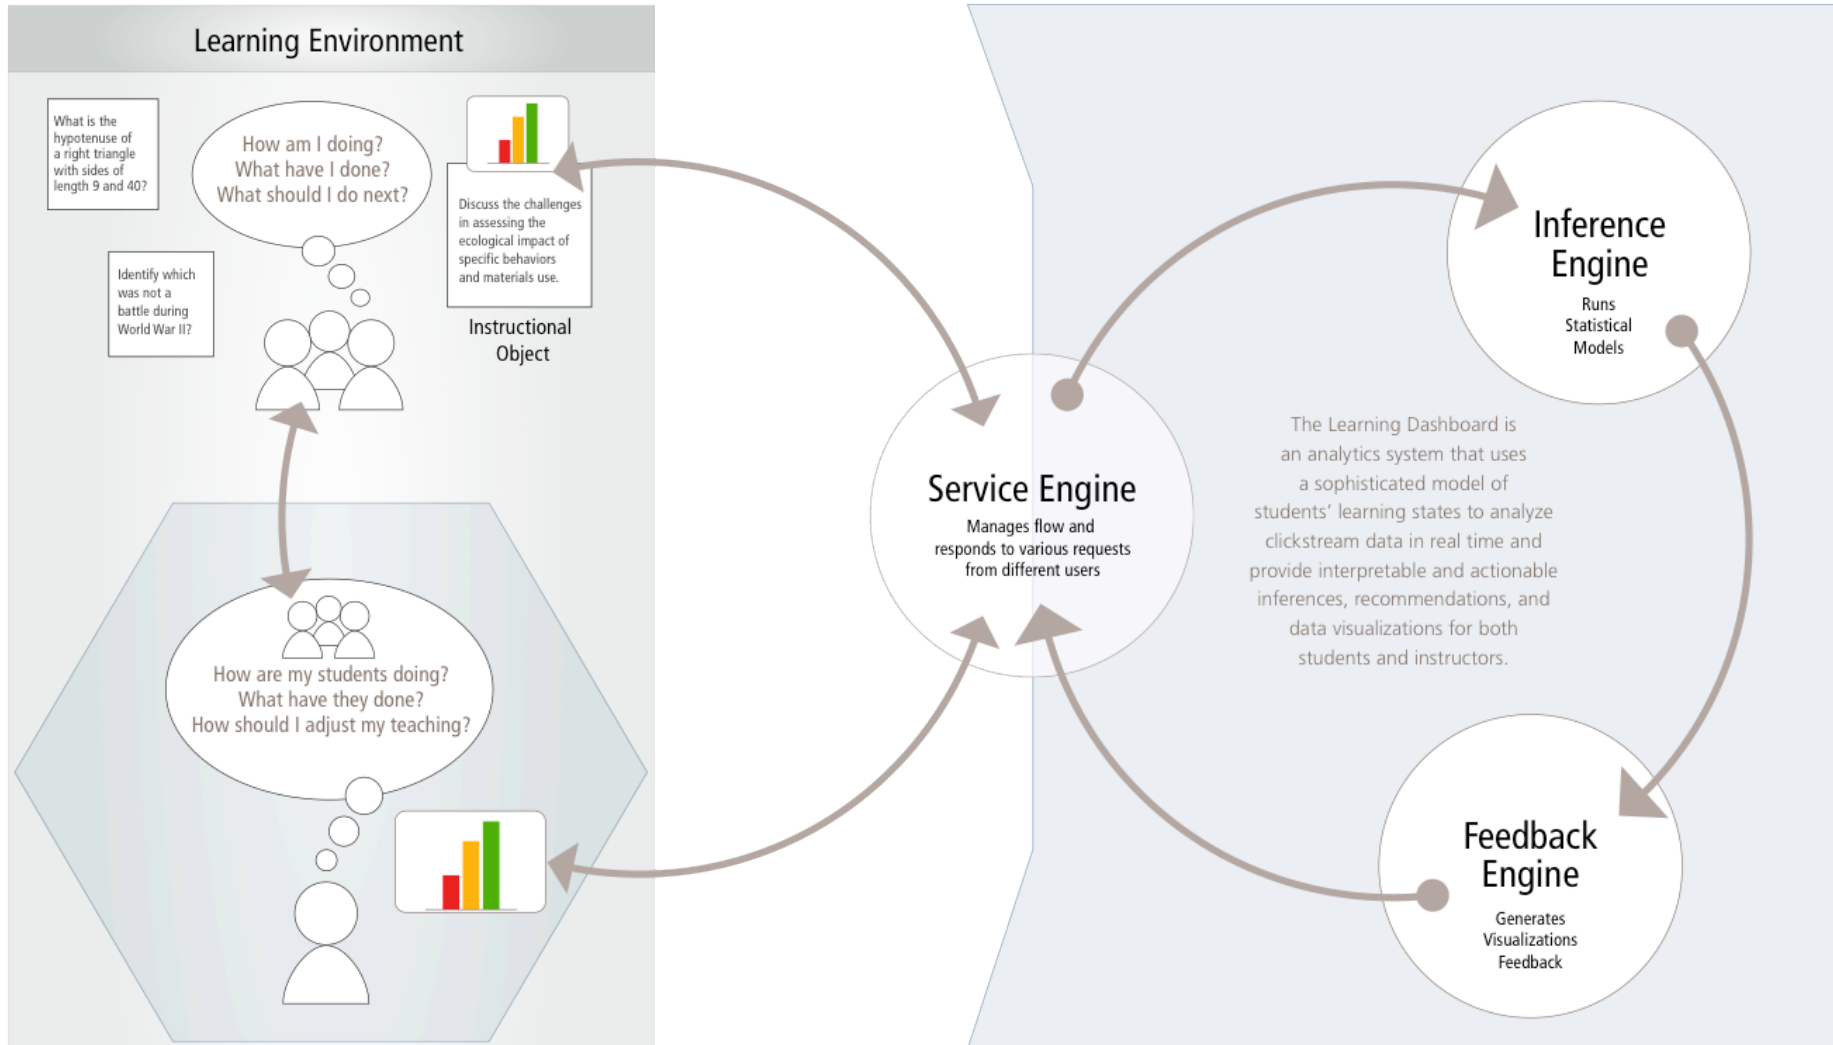 Learning Environment
What is the
hypotenuse of
a right triangle
with sides of
length 9 and 40?
How am I doing?
What have I done?
What should I do next?
Discuss the challenges
in assessing the
ecological impact of
specific behaviors
and materials use.
Instructional
Object
Identify which
was not a
battle during
World War II?
How are my students doing?
What have they done?
How should I adjust my teaching?
Service Engine
Manages flow and
responds to various requests
from different users
Inference
Engine
Runs
Statistical
Models
The Learning Dashboard is
an analytics system that uses
a sophisticated model of
students’ learning states to analyze
clickstream data in real time and
provide interpretable and actionable
inferences, recommendations, and
data visualizations for both
students and instructors.
Feedback
Engine
Generates
Visualizations
Feedback